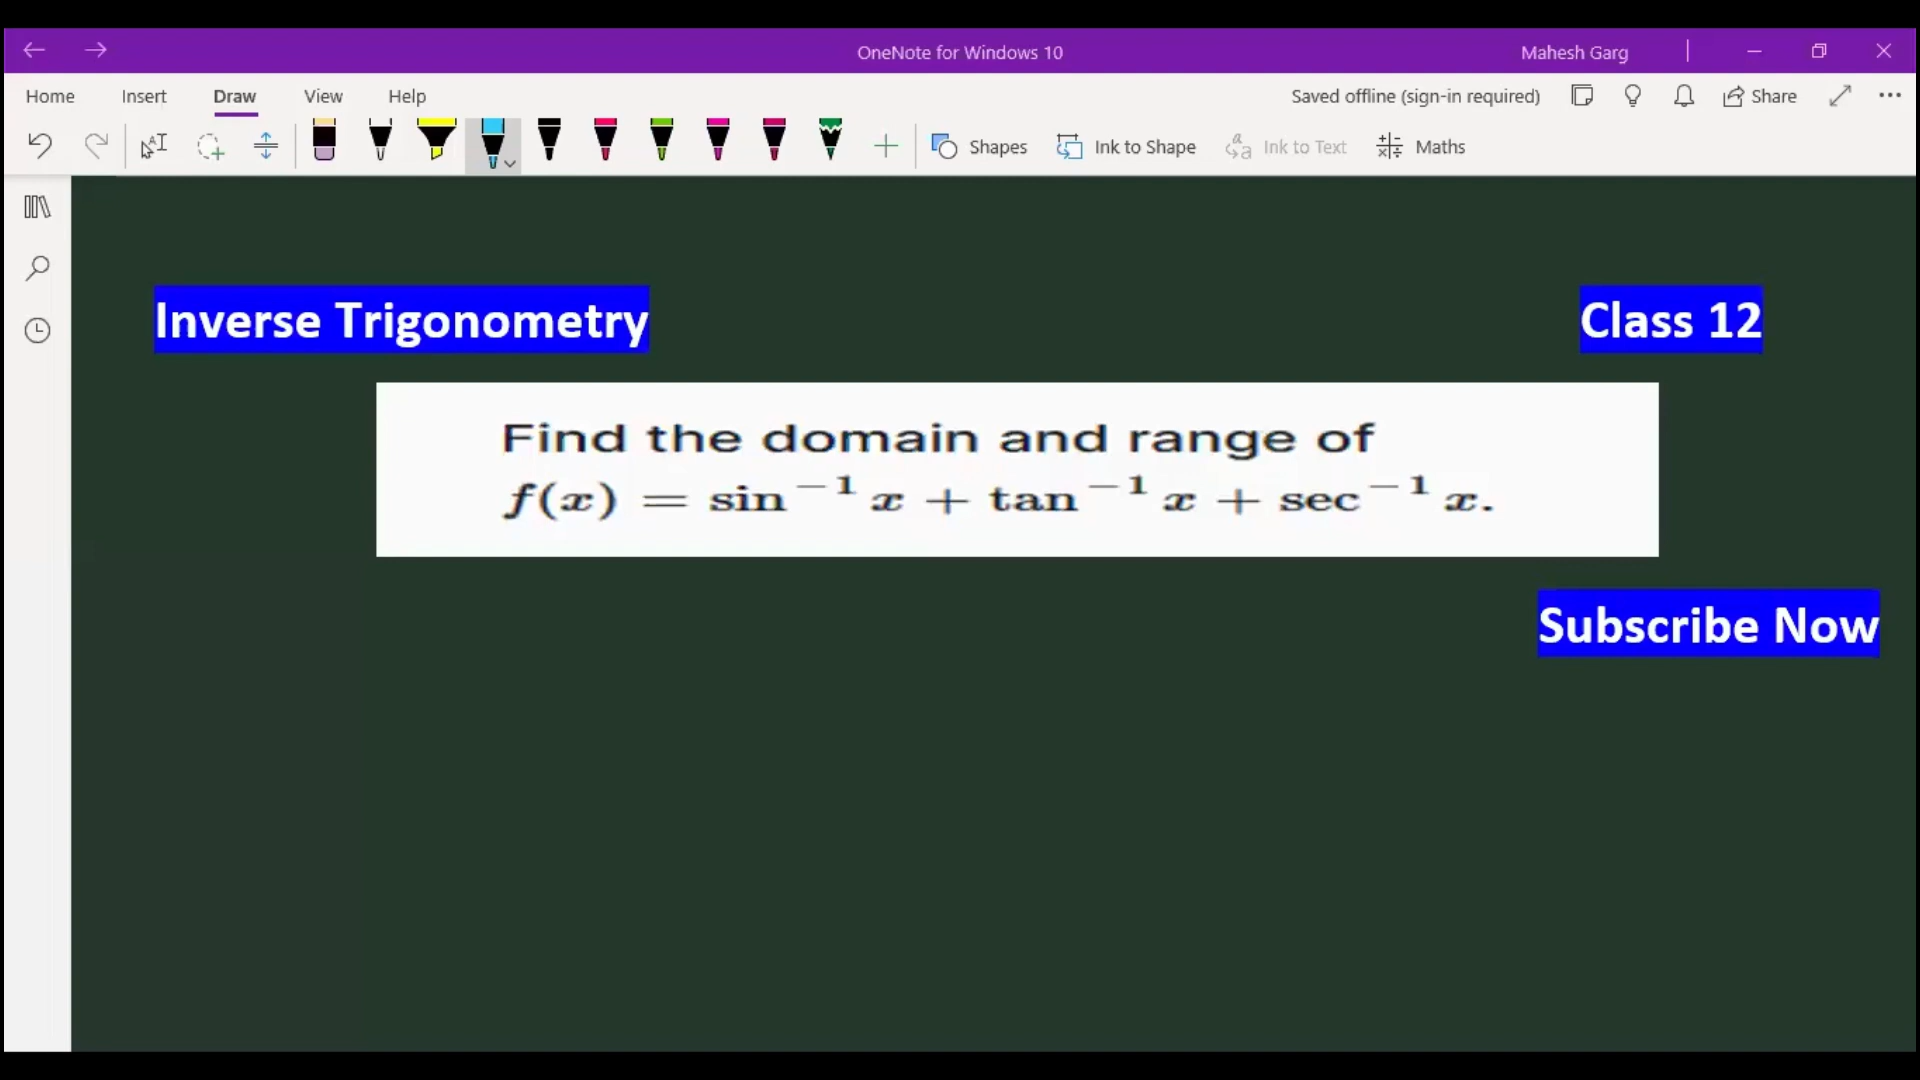 OneNote for Windows 10
Mahesh Garg
Home Insert Draw View Help
Saved offline (sign-in required)
Share
Shapes Ink to Shape Ink to Text Maths
Inverse Trigonometry
Class 12
Find the domain and range of
f(x) = sin⁻¹ x + tan⁻¹ x + sec⁻¹ x.
Subscribe Now